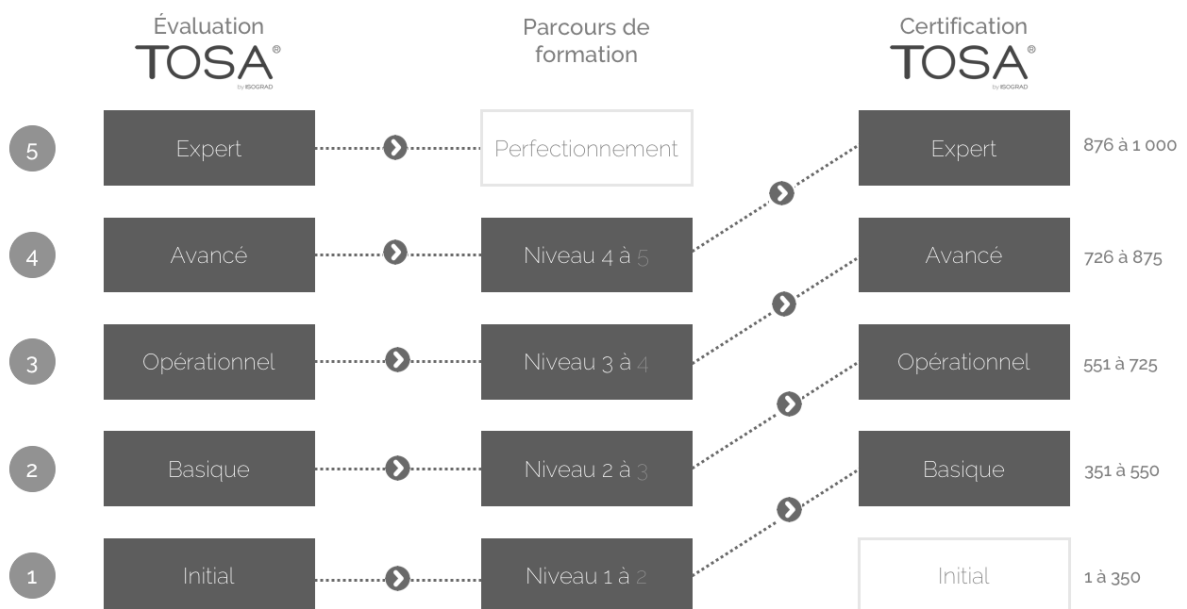 Évaluation
TOSA®
by ISOGRAD
Parcours de
formation
Certification
TOSA®
by ISOGRAD
5
Expert
Perfectionnement
Expert
876 à 1 000
4
Avancé
Niveau 4 à 5
Avancé
726 à 875
3
Opérationnel
Niveau 3 à 4
Opérationnel
551 à 725
2
Basique
Niveau 2 à 3
Basique
351 à 550
1
Initial
Niveau 1 à 2
Initial
1 à 350